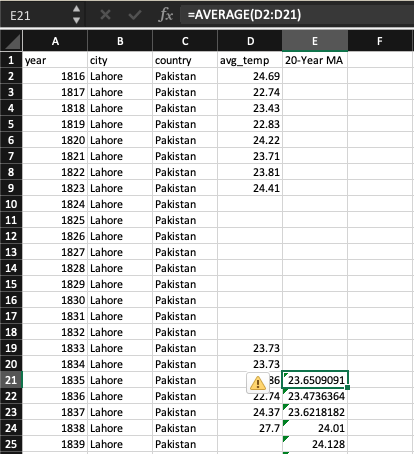 E21 fx =AVERAGE(D2:D21)
A B C D E F
1 year city country avg_temp 20-Year MA
2 1816 Lahore Pakistan 24.69
3 1817 Lahore Pakistan 22.74
4 1818 Lahore Pakistan 23.43
5 1819 Lahore Pakistan 22.83
6 1820 Lahore Pakistan 24.22
7 1821 Lahore Pakistan 23.71
8 1822 Lahore Pakistan 23.81
9 1823 Lahore Pakistan 24.41
10 1824 Lahore Pakistan
11 1825 Lahore Pakistan
12 1826 Lahore Pakistan
13 1827 Lahore Pakistan
14 1828 Lahore Pakistan
15 1829 Lahore Pakistan
16 1830 Lahore Pakistan
17 1831 Lahore Pakistan
18 1832 Lahore Pakistan
19 1833 Lahore Pakistan 23.73
20 1834 Lahore Pakistan 23.73
21 1835 Lahore Pakistan 36 23.6509091
22 1836 Lahore Pakistan 22.74 23.4736364
23 1837 Lahore Pakistan 24.37 23.6218182
24 1838 Lahore Pakistan 27.7 24.01
25 1839 Lahore Pakistan 24.128